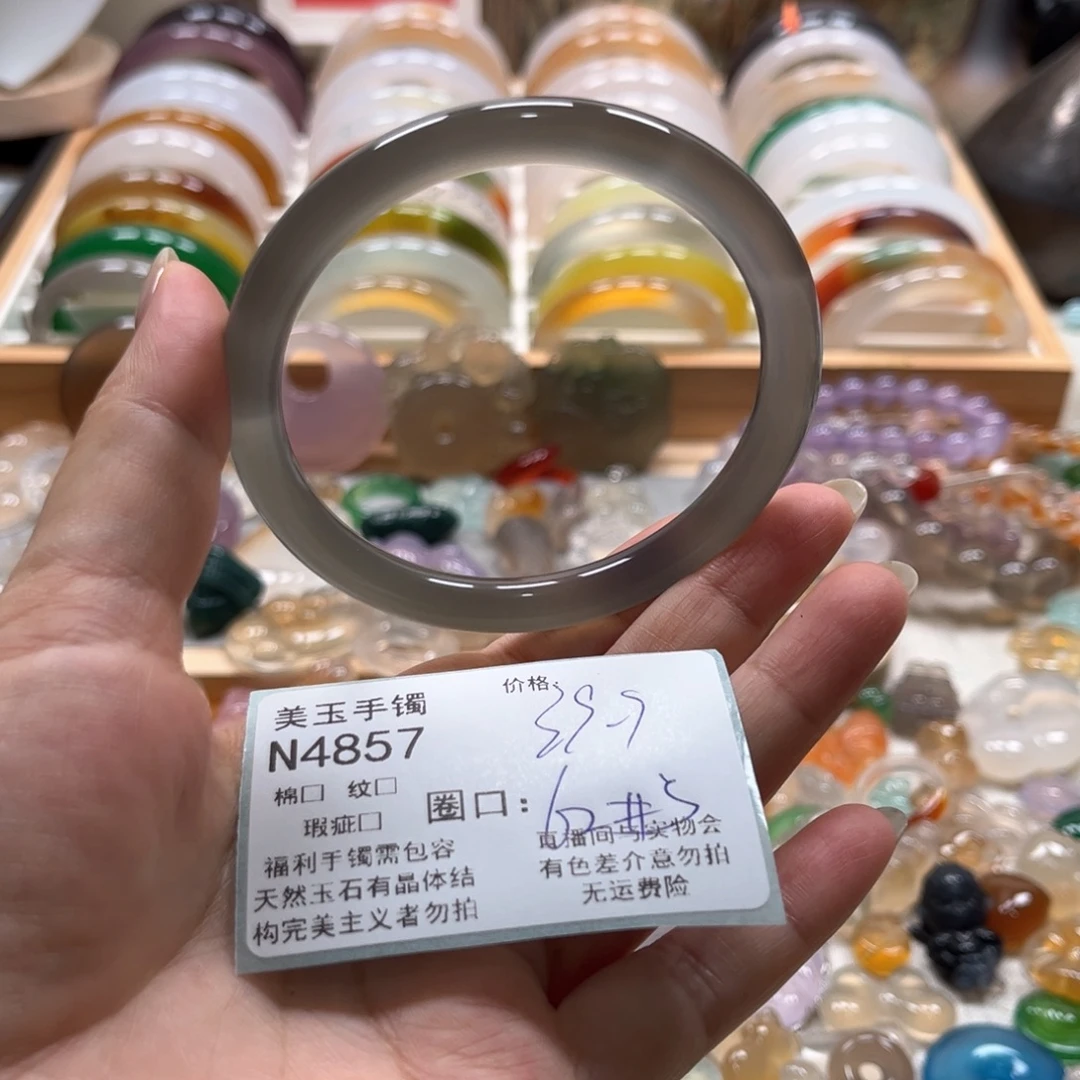 美玉手镯
N4857
价格: 39.9
棉□ 纹□
瑕疵□
圈口:
福利手镯需包容
天然玉石有晶体结
构完美主义者勿拍
直播间与实物会
有色差介意勿拍
无运费险